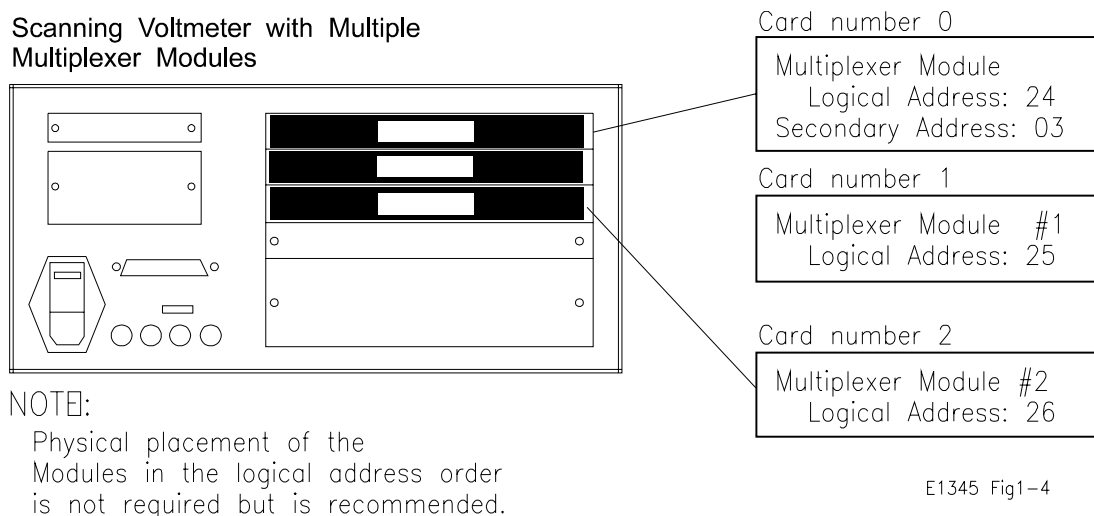 Scanning Voltmeter with Multiple
Multiplexer Modules
Card number 0
Multiplexer Module
Logical Address: 24
Secondary Address: 03
Card number 1
Multiplexer Module #1
Logical Address: 25
Card number 2
Multiplexer Module #2
Logical Address: 26
NOTE:
Physical placement of the
Modules in the logical address order
is not required but is recommended.
E1345 Fig1-4